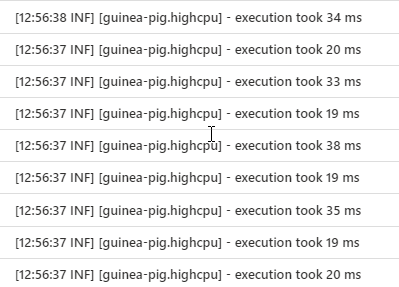 [12:56:38 INF] [guinea-pig.highcpu] - execution took 34 ms
[12:56:37 INF] [guinea-pig.highcpu] - execution took 20 ms
[12:56:37 INF] [guinea-pig.highcpu] - execution took 33 ms
[12:56:37 INF] [guinea-pig.highcpu] - execution took 19 ms
[12:56:37 INF] [guinea-pig.highcpu] - execution took 38 ms
[12:56:37 INF] [guinea-pig.highcpu] - execution took 19 ms
[12:56:37 INF] [guinea-pig.highcpu] - execution took 35 ms
[12:56:37 INF] [guinea-pig.highcpu] - execution took 19 ms
[12:56:37 INF] [guinea-pig.highcpu] - execution took 20 ms